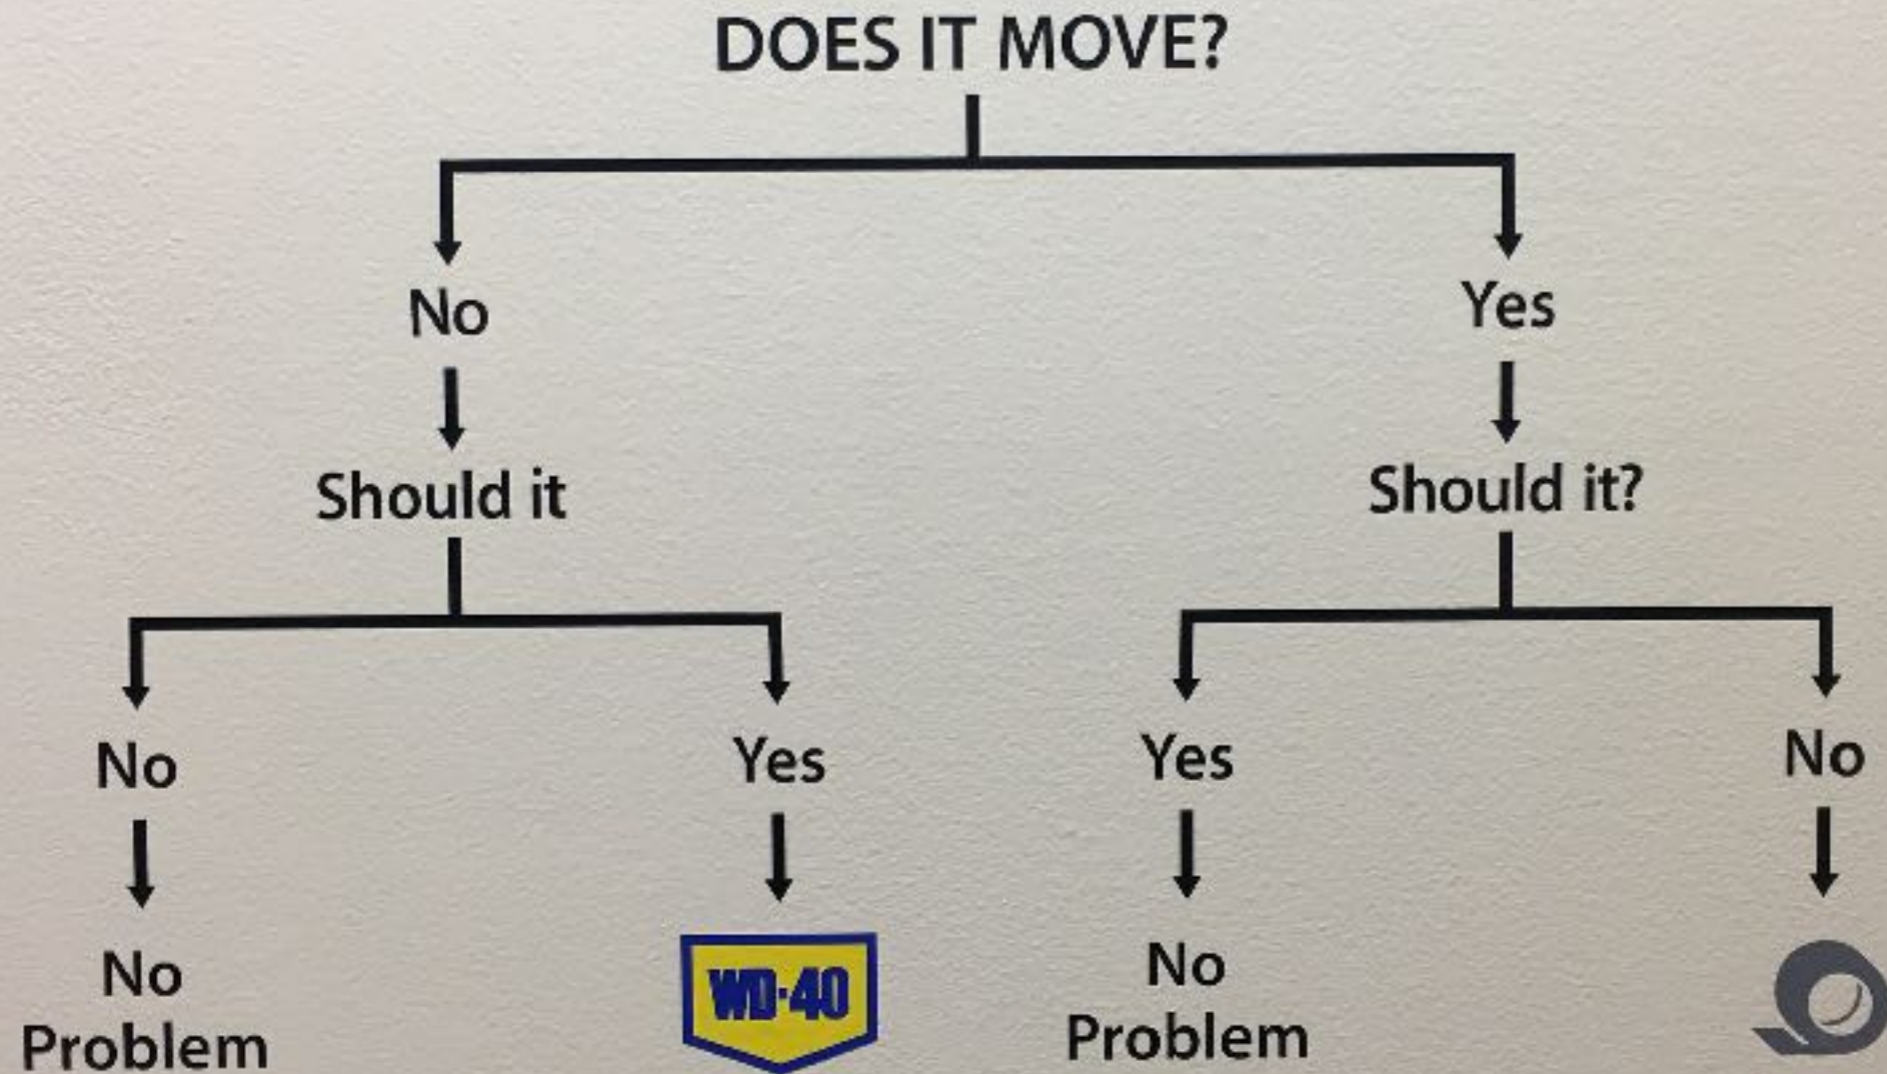 DOES IT MOVE?
No
Yes
Should it
Should it?
No
Yes
Yes
No
No
Problem
WD-40
No
Problem